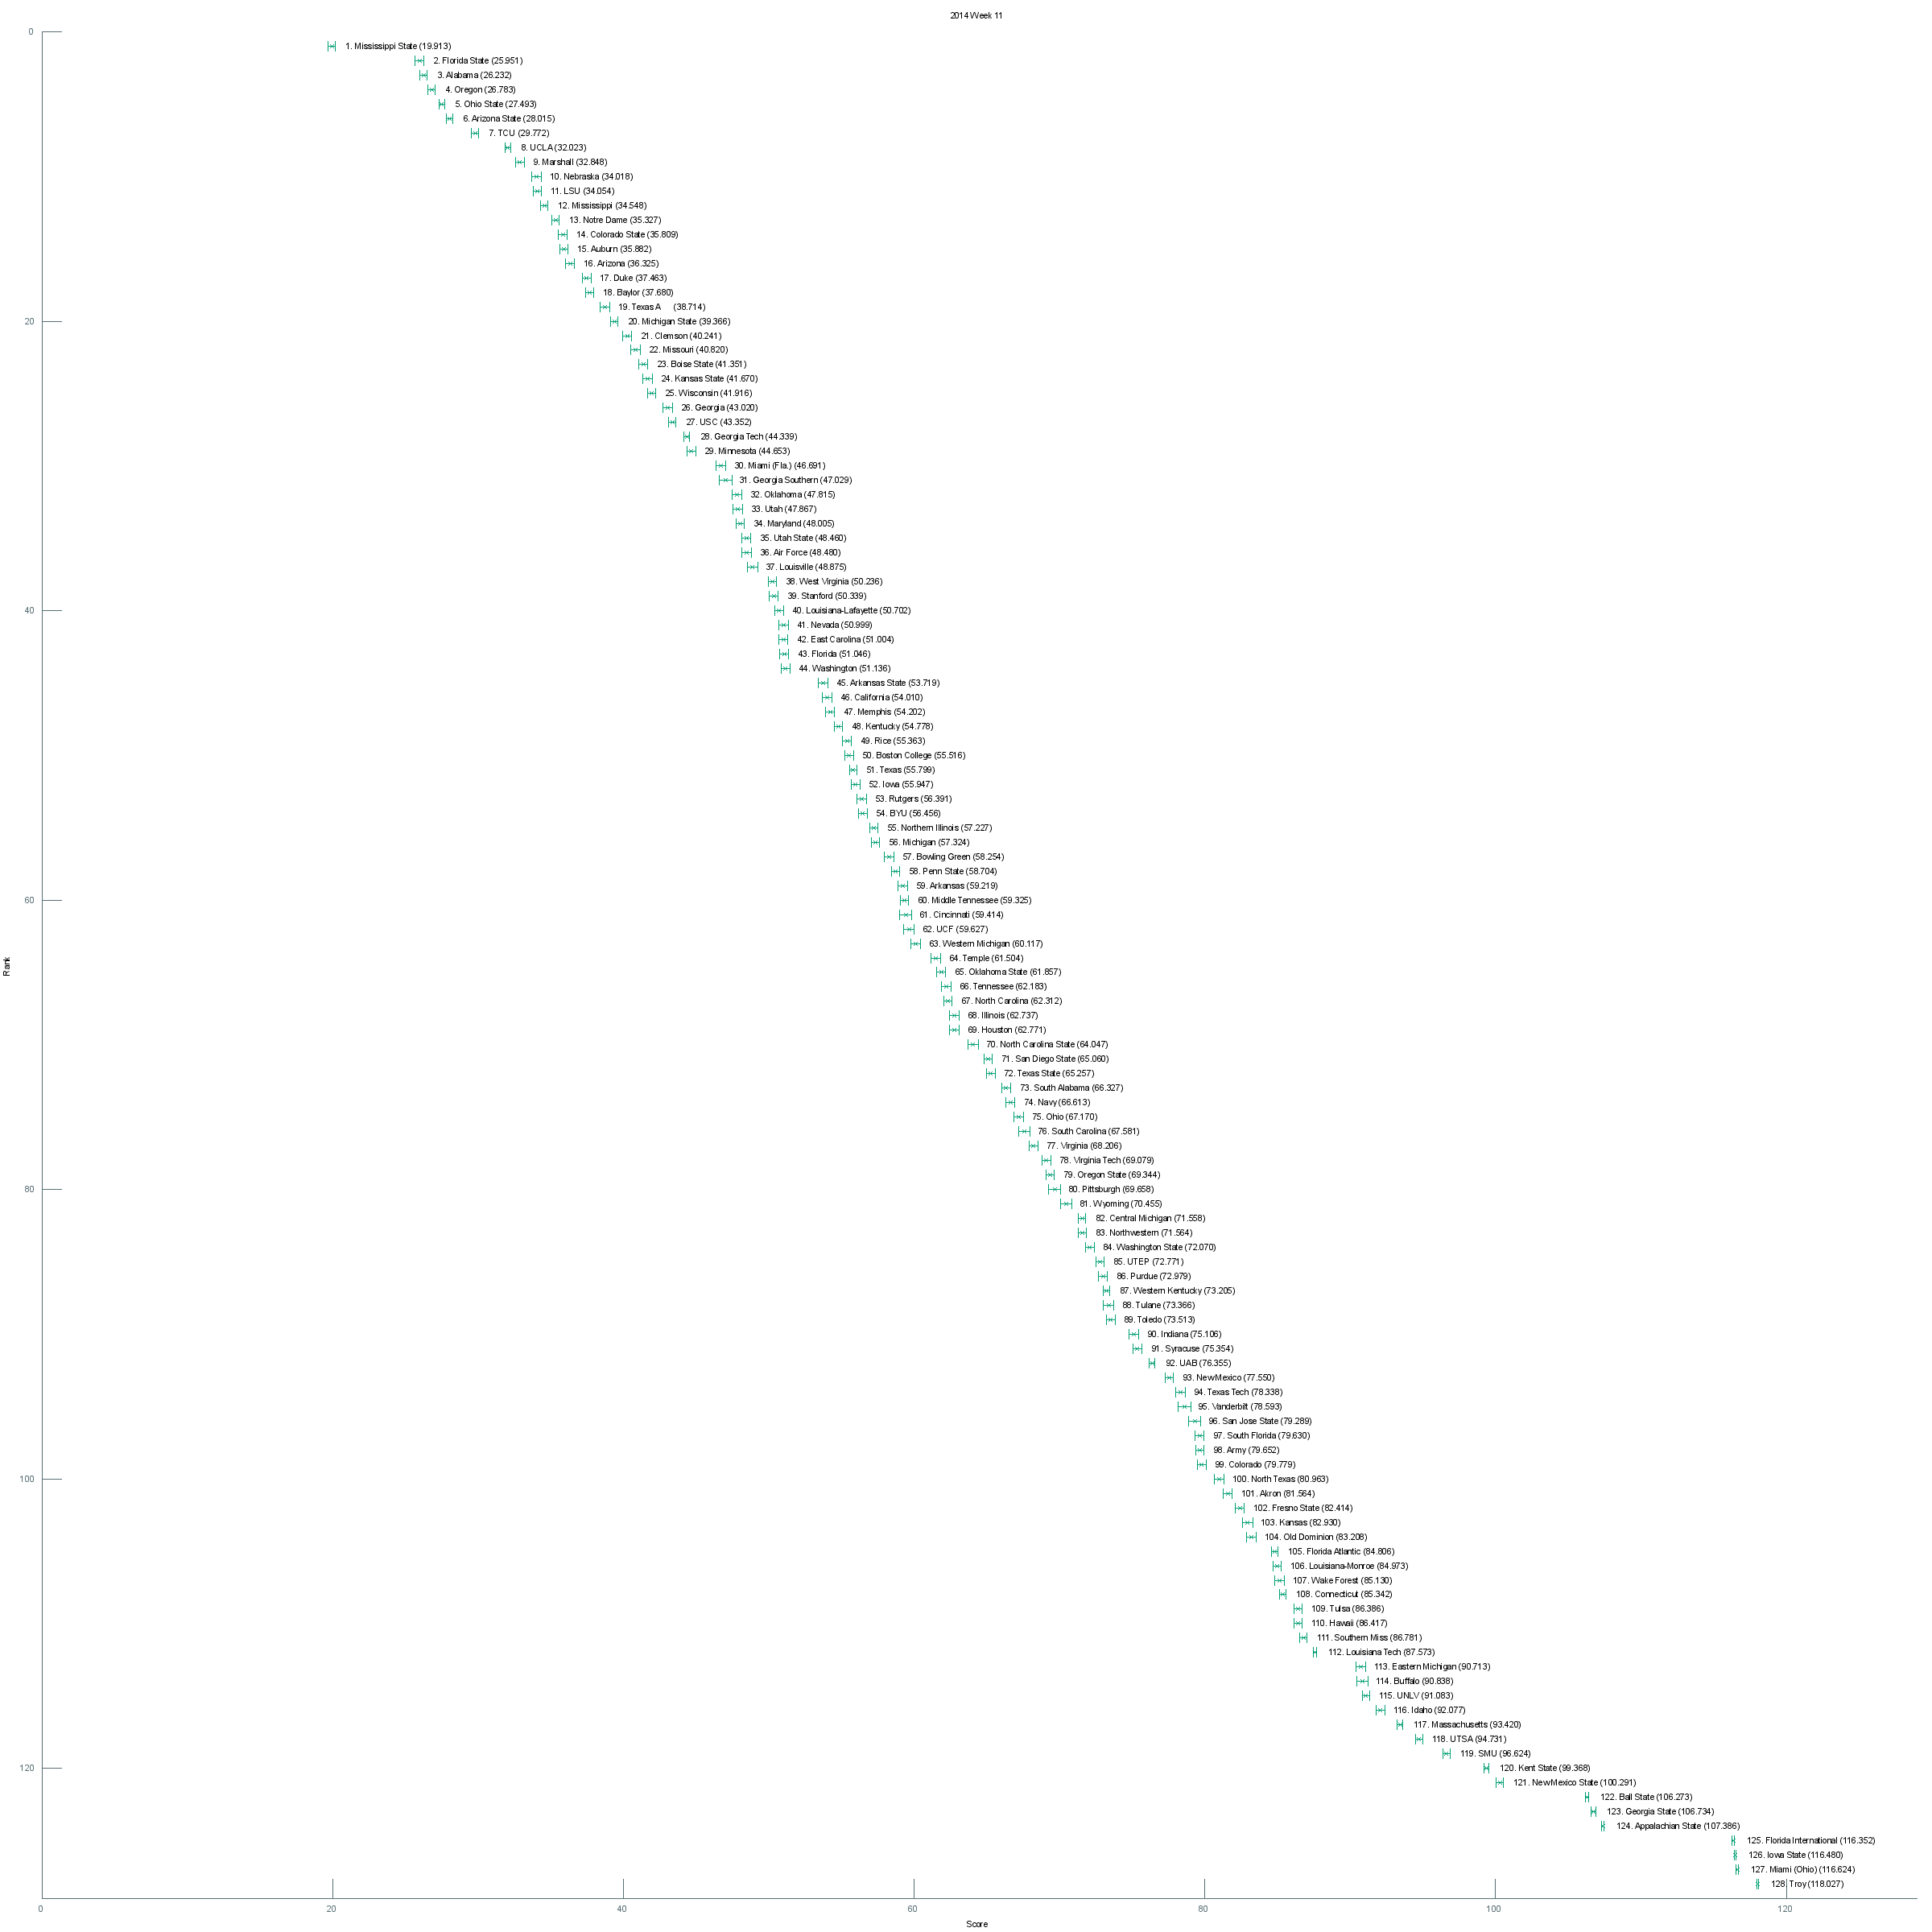 2014 Week 11
0
1. Mississippi State (19.913)
2. Florida State (25.951)
3. Alabama (26.232)
4. Oregon (26.783)
5. Ohio State (27.493)
6. Arizona State (28.015)
7. TCU (29.772)
8. UCLA (32.023)
9. Marshall (32.848)
10. Nebraska (34.018)
11. LSU (34.054)
12. Mississippi (34.548)
13. Notre Dame (35.327)
14. Colorado State (35.809)
15. Auburn (35.882)
16. Arizona (36.325)
17. Duke (37.463)
18. Baylor (37.680)
19. Texas A (38.714)
20
20. Michigan State (39.366)
21. Clemson (40.241)
22. Missouri (40.820)
23. Boise State (41.351)
24. Kansas State (41.670)
25. Wisconsin (41.916)
26. Georgia (43.020)
27. USC (43.352)
28. Georgia Tech (44.339)
29. Minnesota (44.653)
30. Miami (Fla.) (46.691)
31. Georgia Southern (47.029)
32. Oklahoma (47.815)
33. Utah (47.867)
34. Maryland (48.005)
35. Utah State (48.460)
36. Air Force (48.480)
37. Louisville (48.875)
38. West Virginia (50.236)
39. Stanford (50.339)
40
40. Louisiana-Lafayette (50.702)
41. Nevada (50.999)
42. East Carolina (51.004)
43. Florida (51.046)
44. Washington (51.136)
45. Arkansas State (53.719)
46. California (54.010)
47. Memphis (54.202)
48. Kentucky (54.778)
49. Rice (55.363)
50. Boston College (55.516)
51. Texas (55.799)
52. Iowa (55.947)
53. Rutgers (56.391)
54. BYU (56.456)
55. Northern Illinois (57.227)
56. Michigan (57.324)
57. Bowling Green (58.254)
58. Penn State (58.704)
59. Arkansas (59.219)
60
60. Middle Tennessee (59.325)
61. Cincinnati (59.414)
62. UCF (59.627)
63. Western Michigan (60.117)
64. Temple (61.504)
Rank
65. Oklahoma State (61.857)
66. Tennessee (62.183)
67. North Carolina (62.312)
68. Illinois (62.737)
69. Houston (62.771)
70. North Carolina State (64.047)
71. San Diego State (65.060)
72. Texas State (65.257)
73. South Alabama (66.327)
74. Navy (66.613)
75. Ohio (67.170)
76. South Carolina (67.581)
77. Virginia (68.206)
78. Virginia Tech (69.079)
79. Oregon State (69.344)
80
80. Pittsburgh (69.658)
81. Wyoming (70.455)
82. Central Michigan (71.558)
83. Northwestern (71.564)
84. Washington State (72.070)
85. UTEP (72.771)
86. Purdue (72.979)
87. Western Kentucky (73.205)
88. Tulane (73.366)
89. Toledo (73.513)
90. Indiana (75.106)
91. Syracuse (75.354)
92. UAB (76.355)
93. New Mexico (77.550)
94. Texas Tech (78.338)
95. Vanderbilt (78.593)
96. San Jose State (79.289)
97. South Florida (79.630)
98. Army (79.652)
99. Colorado (79.779)
100
100. North Texas (80.963)
101. Akron (81.564)
102. Fresno State (82.414)
103. Kansas (82.930)
104. Old Dominion (83.208)
105. Florida Atlantic (84.806)
106. Louisiana-Monroe (84.973)
107. Wake Forest (85.130)
108. Connecticut (85.342)
109. Tulsa (86.386)
110. Hawaii (86.417)
111. Southern Miss (86.781)
112. Louisiana Tech (87.573)
113. Eastern Michigan (90.713)
114. Buffalo (90.838)
115. UNLV (91.083)
116. Idaho (92.077)
117. Massachusetts (93.420)
118. UTSA (94.731)
119. SMU (96.624)
120
120. Kent State (99.368)
121. New Mexico State (100.291)
122. Ball State (106.273)
123. Georgia State (106.734)
124. Appalachian State (107.386)
125. Florida International (116.352)
126. Iowa State (116.480)
127. Miami (Ohio) (116.624)
128. Troy (118.027)
0 20 40 60 80 100 120
Score